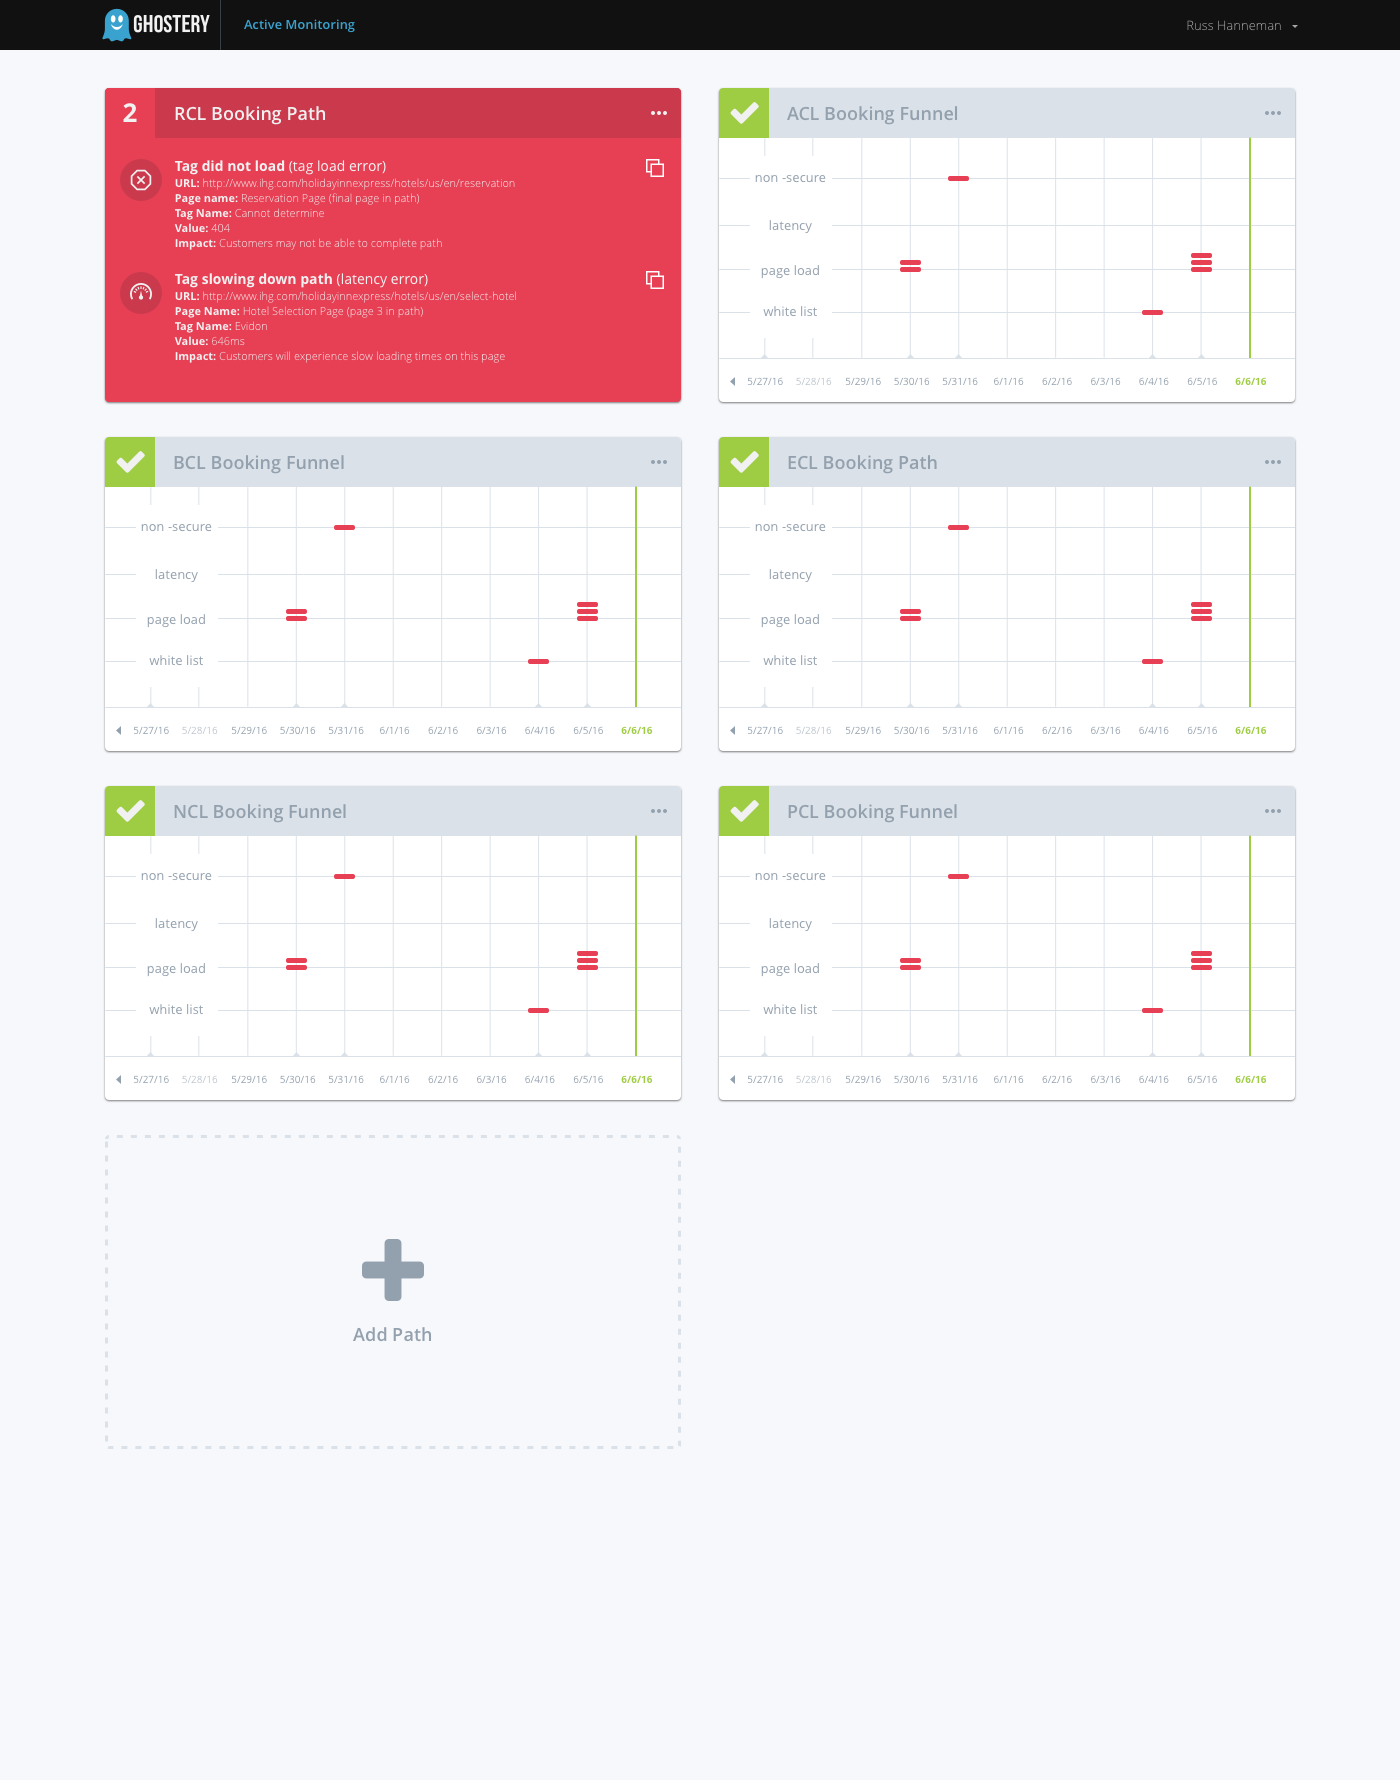 GHOSTERY
Active Monitoring
Russ Hanneman
2
RCL Booking Path
Tag did not load (tag load error)
URL: http://www.ihg.com/holidayinnexpress/hotels/us/en/reservation
Page name: Reservation Page (final page in path)
Tag Name: Cannot determine
Value: 404
Impact: Customers may not be able to complete path
Tag slowing down path (latency error)
URL: http://www.ihg.com/holidayinnexpress/hotels/us/en/select-hotel
Page Name: Hotel Selection Page (page 3 in path)
Tag Name: Evidon
Value: 646ms
Impact: Customers will experience slow loading times on this page
ACL Booking Funnel
non -secure
latency
page load
white list
5/27/16 5/28/16 5/29/16 5/30/16 5/31/16 6/1/16 6/2/16 6/3/16 6/4/16 6/5/16 6/6/16
BCL Booking Funnel
non -secure
latency
page load
white list
5/27/16 5/28/16 5/29/16 5/30/16 5/31/16 6/1/16 6/2/16 6/3/16 6/4/16 6/5/16 6/6/16
ECL Booking Path
non -secure
latency
page load
white list
5/27/16 5/28/16 5/29/16 5/30/16 5/31/16 6/1/16 6/2/16 6/3/16 6/4/16 6/5/16 6/6/16
NCL Booking Funnel
non -secure
latency
page load
white list
5/27/16 5/28/16 5/29/16 5/30/16 5/31/16 6/1/16 6/2/16 6/3/16 6/4/16 6/5/16 6/6/16
PCL Booking Funnel
non -secure
latency
page load
white list
5/27/16 5/28/16 5/29/16 5/30/16 5/31/16 6/1/16 6/2/16 6/3/16 6/4/16 6/5/16 6/6/16
Add Path